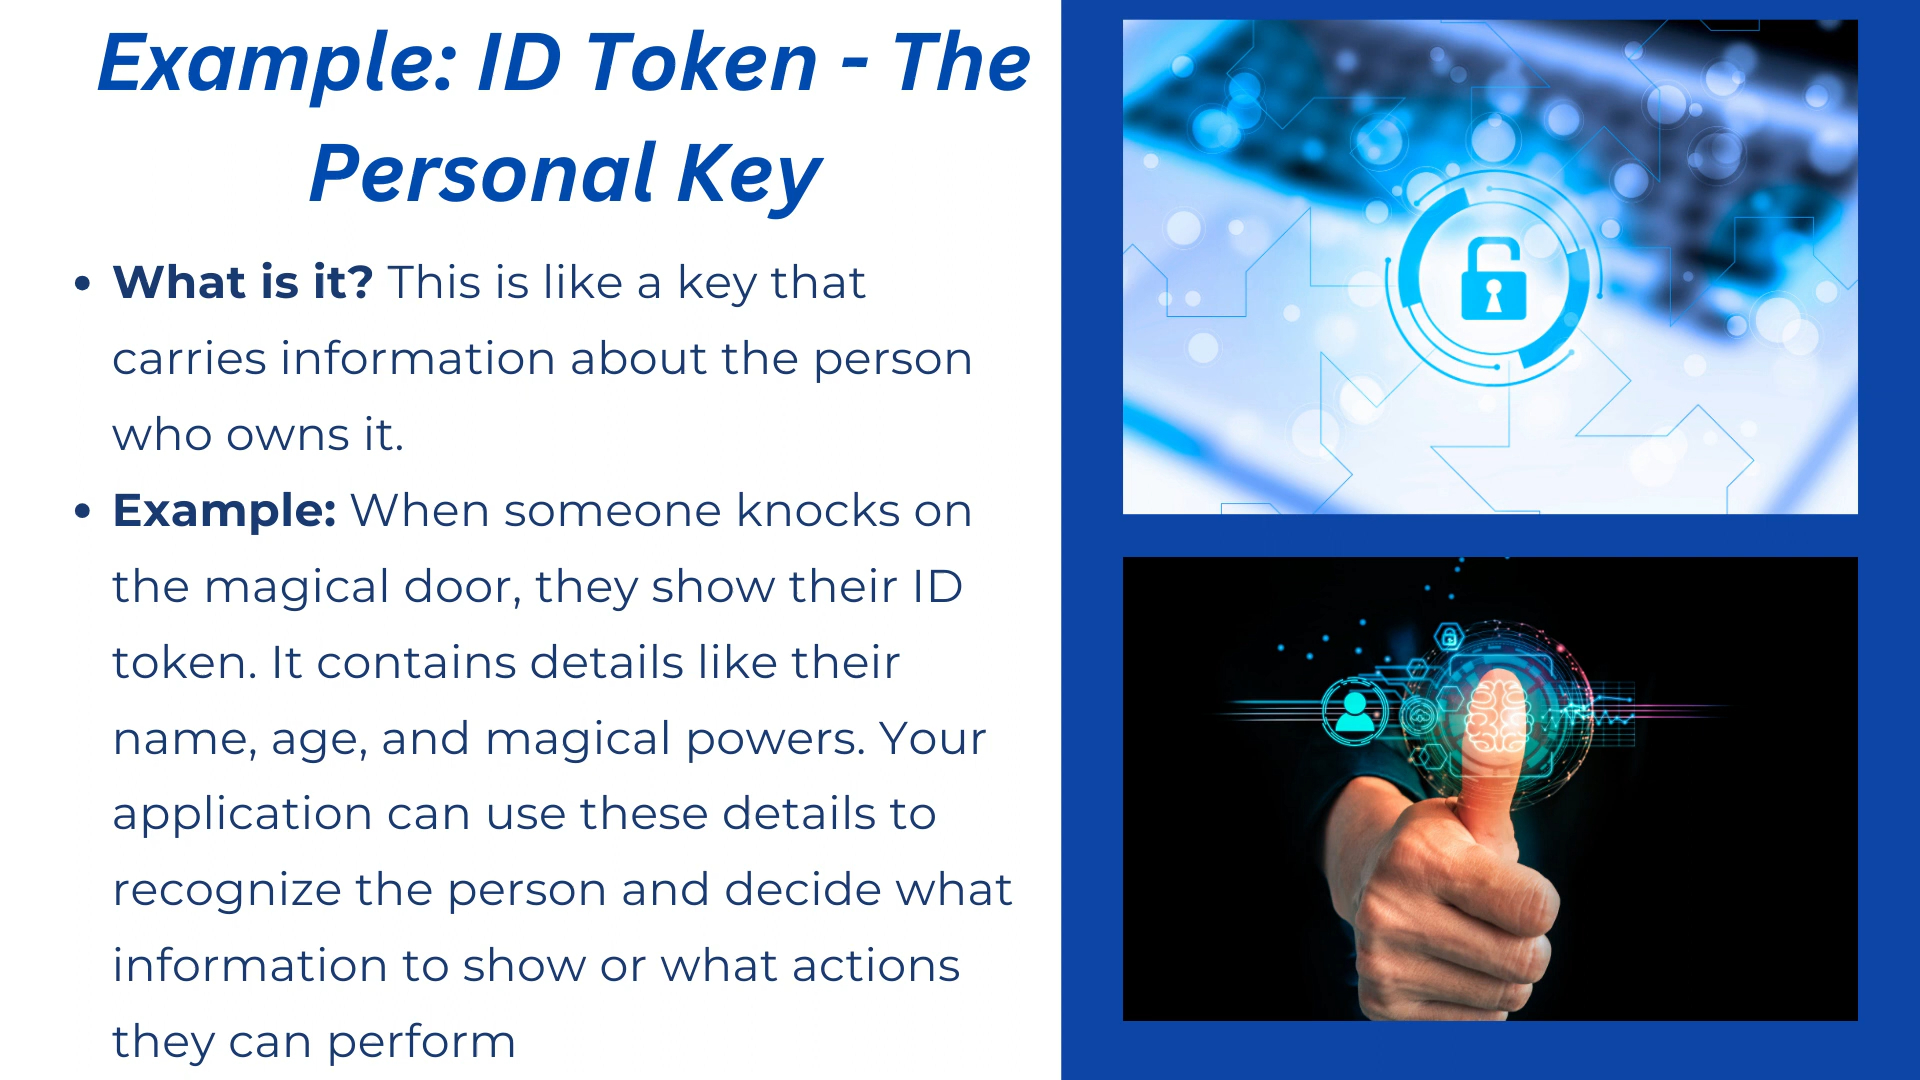 Example: ID Token - The
Personal Key
• What is it? This is like a key that
carries information about the person
who owns it.
• Example: When someone knocks on
the magical door, they show their ID
token. It contains details like their
name, age, and magical powers. Your
application can use these details to
recognize the person and decide what
information to show or what actions
they can perform